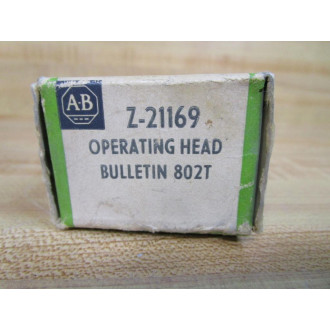 A-B
Z-21169
OPERATING HEAD
BULLETIN 802T